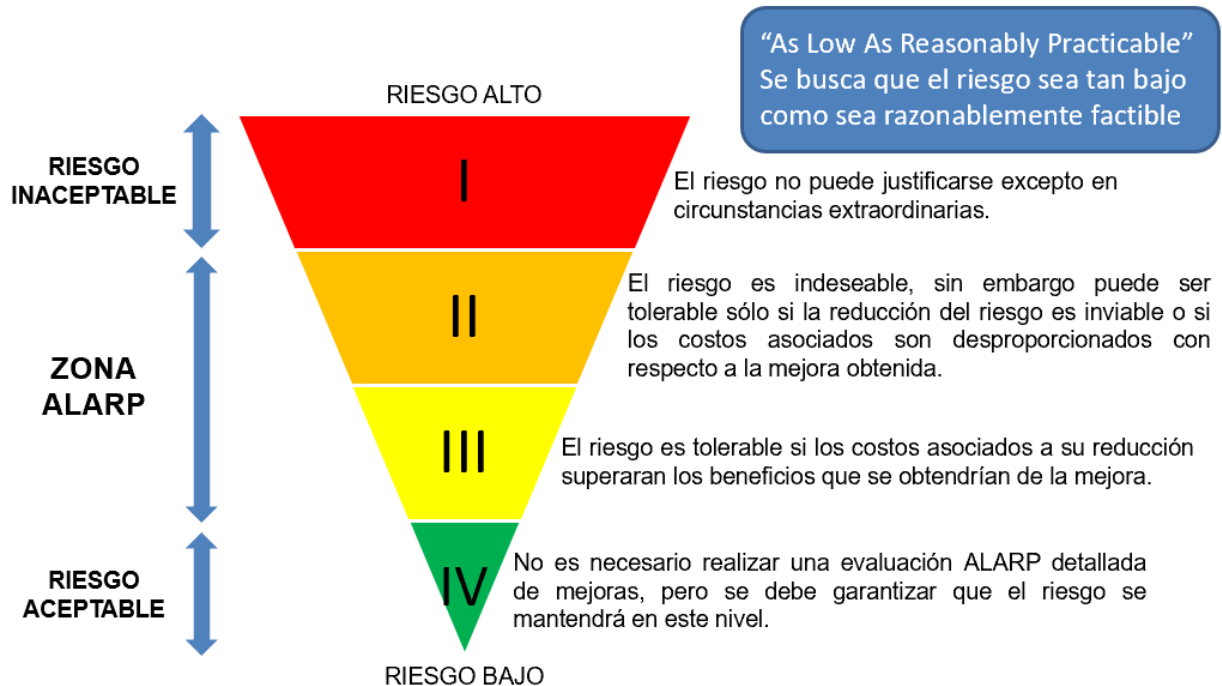 “As Low As Reasonably Practicable”
Se busca que el riesgo sea tan bajo
como sea razonablemente factible
RIESGO ALTO
RIESGO
INACEPTABLE
I
El riesgo no puede justificarse excepto en
circunstancias extraordinarias.
ZONA
ALARP
II
El riesgo es indeseable, sin embargo puede ser
tolerable sólo si la reducción del riesgo es inviable o si
los costos asociados son desproporcionados con
respecto a la mejora obtenida.
III
El riesgo es tolerable si los costos asociados a su reducción
superaran los beneficios que se obtendrían de la mejora.
RIESGO
ACEPTABLE
IV
No es necesario realizar una evaluación ALARP detallada
de mejoras, pero se debe garantizar que el riesgo se
mantendrá en este nivel.
RIESGO BAJO